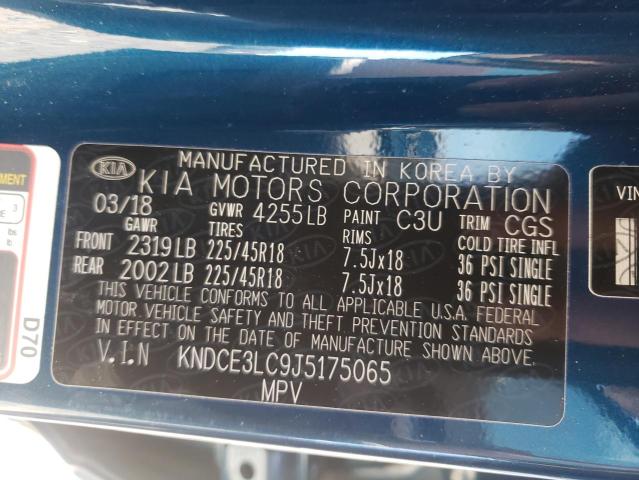 KIA
MANUFACTURED IN KOREA BY
KIA MOTORS CORPORATION
03/18 GVWR 4255LB PAINT C3U TRIM CGS
GAWR TIRES RIMS COLD TIRE INFL
FRONT 2319LB 225/45R18 7.5Jx18 36 PSI SINGLE
REAR 2002LB 225/45R18 7.5Jx18 36 PSI SINGLE
THIS VEHICLE CONFORMS TO ALL APPLICABLE U.S.A. FEDERAL
MOTOR VEHICLE SAFETY AND THEFT PREVENTION STANDARDS
IN EFFECT ON THE DATE OF MANUFACTURE SHOWN ABOVE.
V.I.N KNDCE3LC9J5175065
MPV
D70
VIN